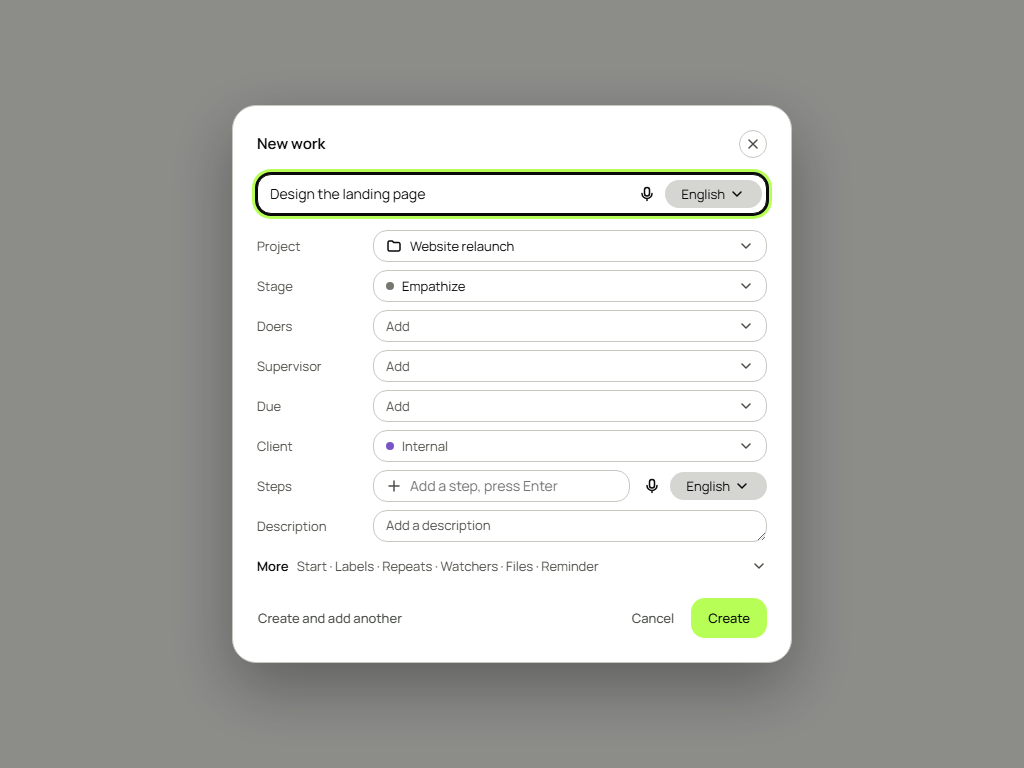 New work
Design the landing page English
Project Website relaunch
Stage Empathize
Doers Add
Supervisor Add
Due Add
Client Internal
Steps Add a step, press Enter English
Description Add a description
More Start · Labels · Repeats · Watchers · Files · Reminder
Create and add another Cancel Create